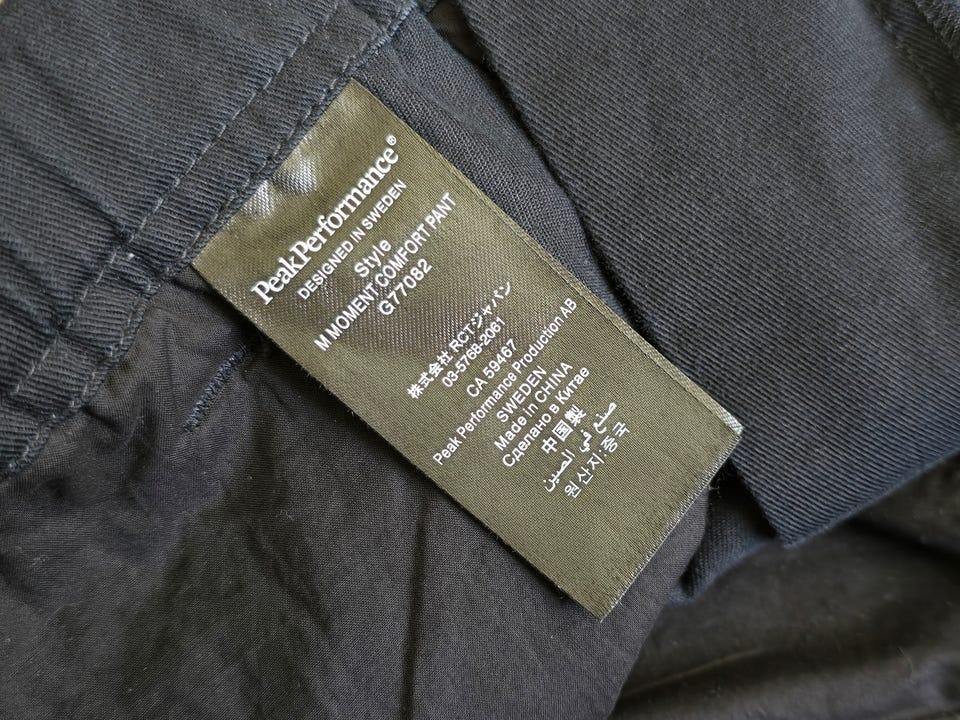 PeakPerformance®
DESIGNED IN SWEDEN
Style
M MOMENT COMFORT PANT
G77082
株式会社 RCTジャパン
03-5768-2061
CA 59467
Peak Performance Production AB
SWEDEN
Made in CHINA
Сделано в Китае
中国製
صنع في الصين
원산지:중국